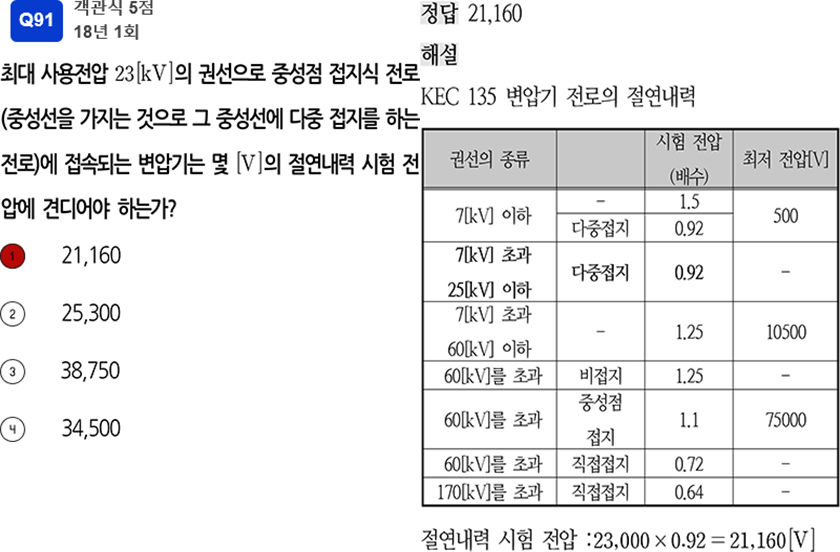 Q91
객관식 5점
18년 1회
최대 사용전압 23[kV]의 권선으로 중성점 접지식 전로
(중성선을 가지는 것으로 그 중성선에 다중 접지를 하는
전로)에 접속되는 변압기는 몇 [V]의 절연내력 시험 전
압에 견디어야 하는가?
1 21,160
2 25,300
3 38,750
4 34,500
정답 21,160
해설
KEC 135 변압기 전로의 절연내력
권선의 종류 시험 전압 (배수) 최저 전압[V]
7[kV] 이하 - 1.5 500
다중접지 0.92
7[kV] 초과
25[kV] 이하 다중접지 0.92 -
7[kV] 초과
60[kV] 이하 - 1.25 10500
60[kV]를 초과 비접지 1.25 -
60[kV]를 초과 중성점 접지 1.1 75000
60[kV]를 초과 직접접지 0.72 -
170[kV]를 초과 직접접지 0.64 -
절연내력 시험 전압 :23,000×0.92=21,160[V]